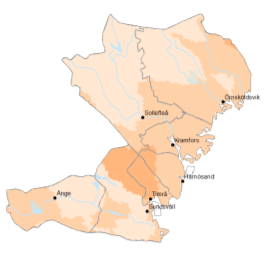 Örnsköldsvik
Sollefteå
Kramfors
Härnösand
Ånge
Timrå
Sundsvall